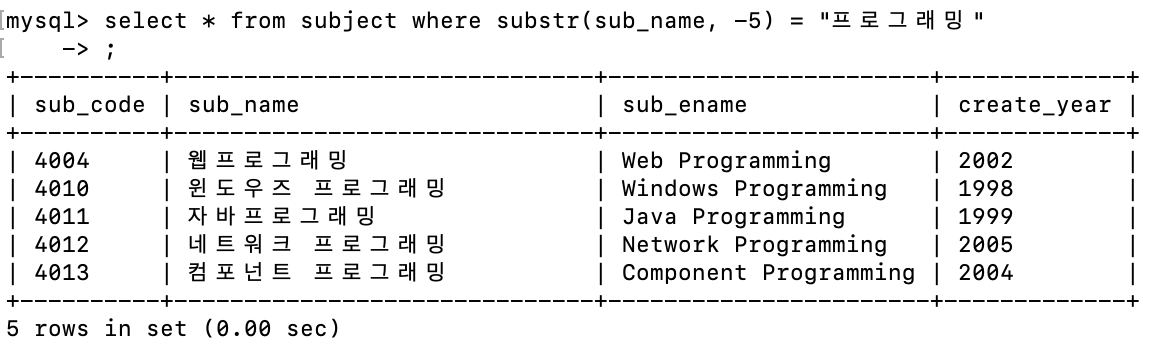 mysql> select * from subject where substr(sub_name, -5) = "프로그래밍"
    -> ;
+----------+------------------------------+-----------------------+-------------+
| sub_code | sub_name                     | sub_ename             | create_year |
+----------+------------------------------+-----------------------+-------------+
| 4004     | 웹프로그래밍                 | Web Programming       | 2002        |
| 4010     | 윈도우즈 프로그래밍          | Windows Programming   | 1998        |
| 4011     | 자바프로그래밍               | Java Programming      | 1999        |
| 4012     | 네트워크 프로그래밍          | Network Programming   | 2005        |
| 4013     | 컴포넌트 프로그래밍          | Component Programming | 2004        |
+----------+------------------------------+-----------------------+-------------+
5 rows in set (0.00 sec)